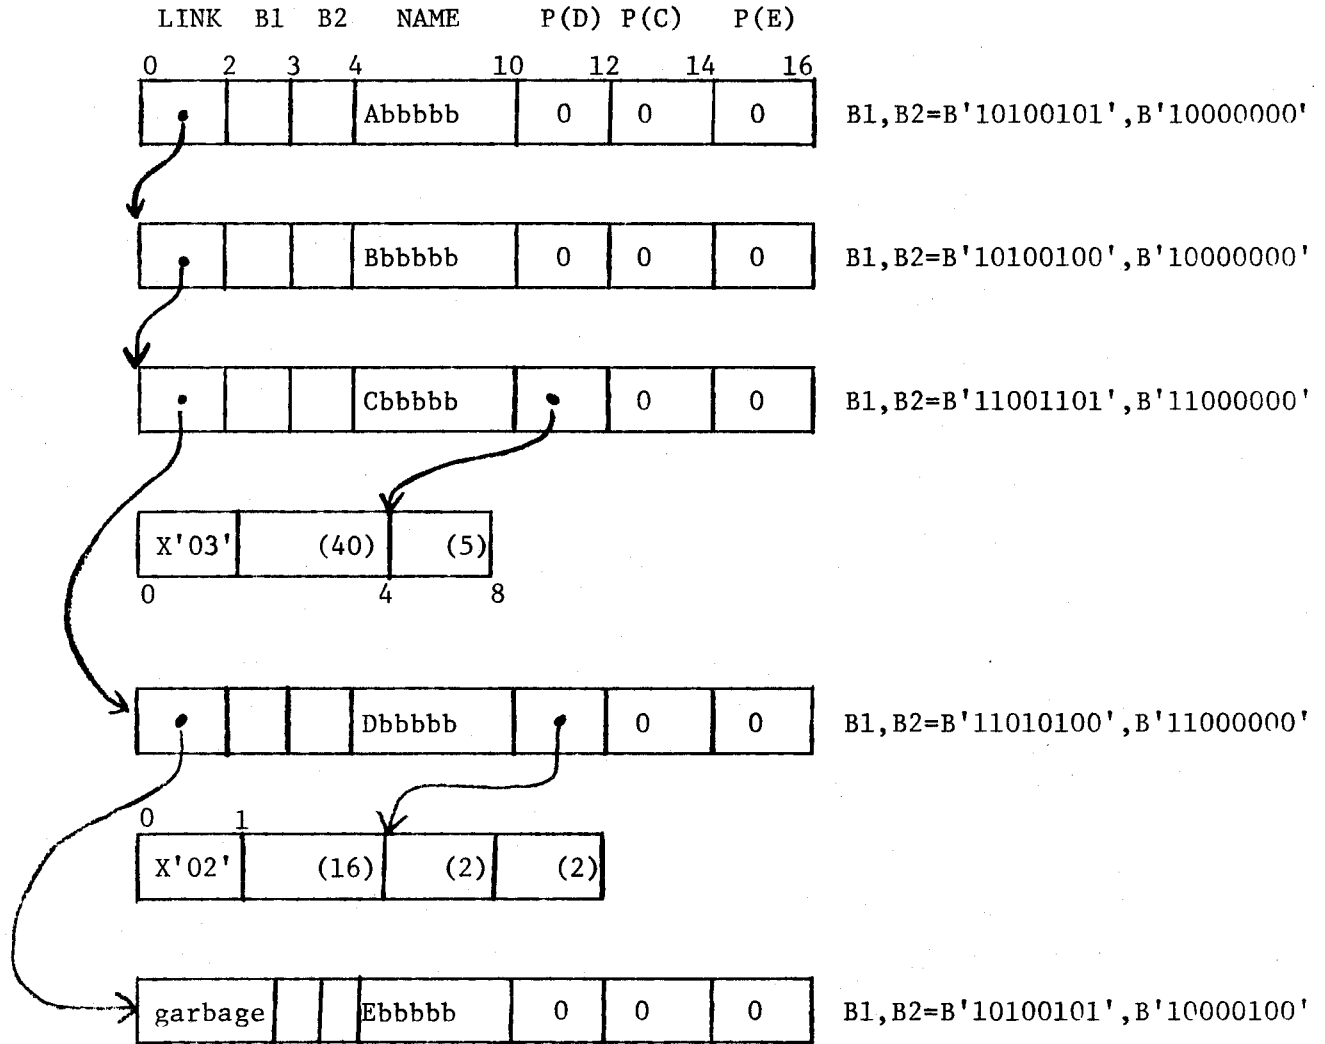 LINK B1 B2 NAME P(D) P(C) P(E)
0 2 3 4 10 12 14 16
Abbbbb 0 0 0 B1,B2=B'10100101',B'10000000'
Bbbbbb 0 0 0 B1,B2=B'10100100',B'10000000'
Cbbbbb 0 0 B1,B2=B'11001101',B'11000000'
X'03' (40) (5)
0 4 8
Dbbbbb 0 0 B1,B2=B'11010100',B'11000000'
0 1
X'02' (16) (2) (2)
garbage Ebbbbb 0 0 0 B1,B2=B'10100101',B'10000100'